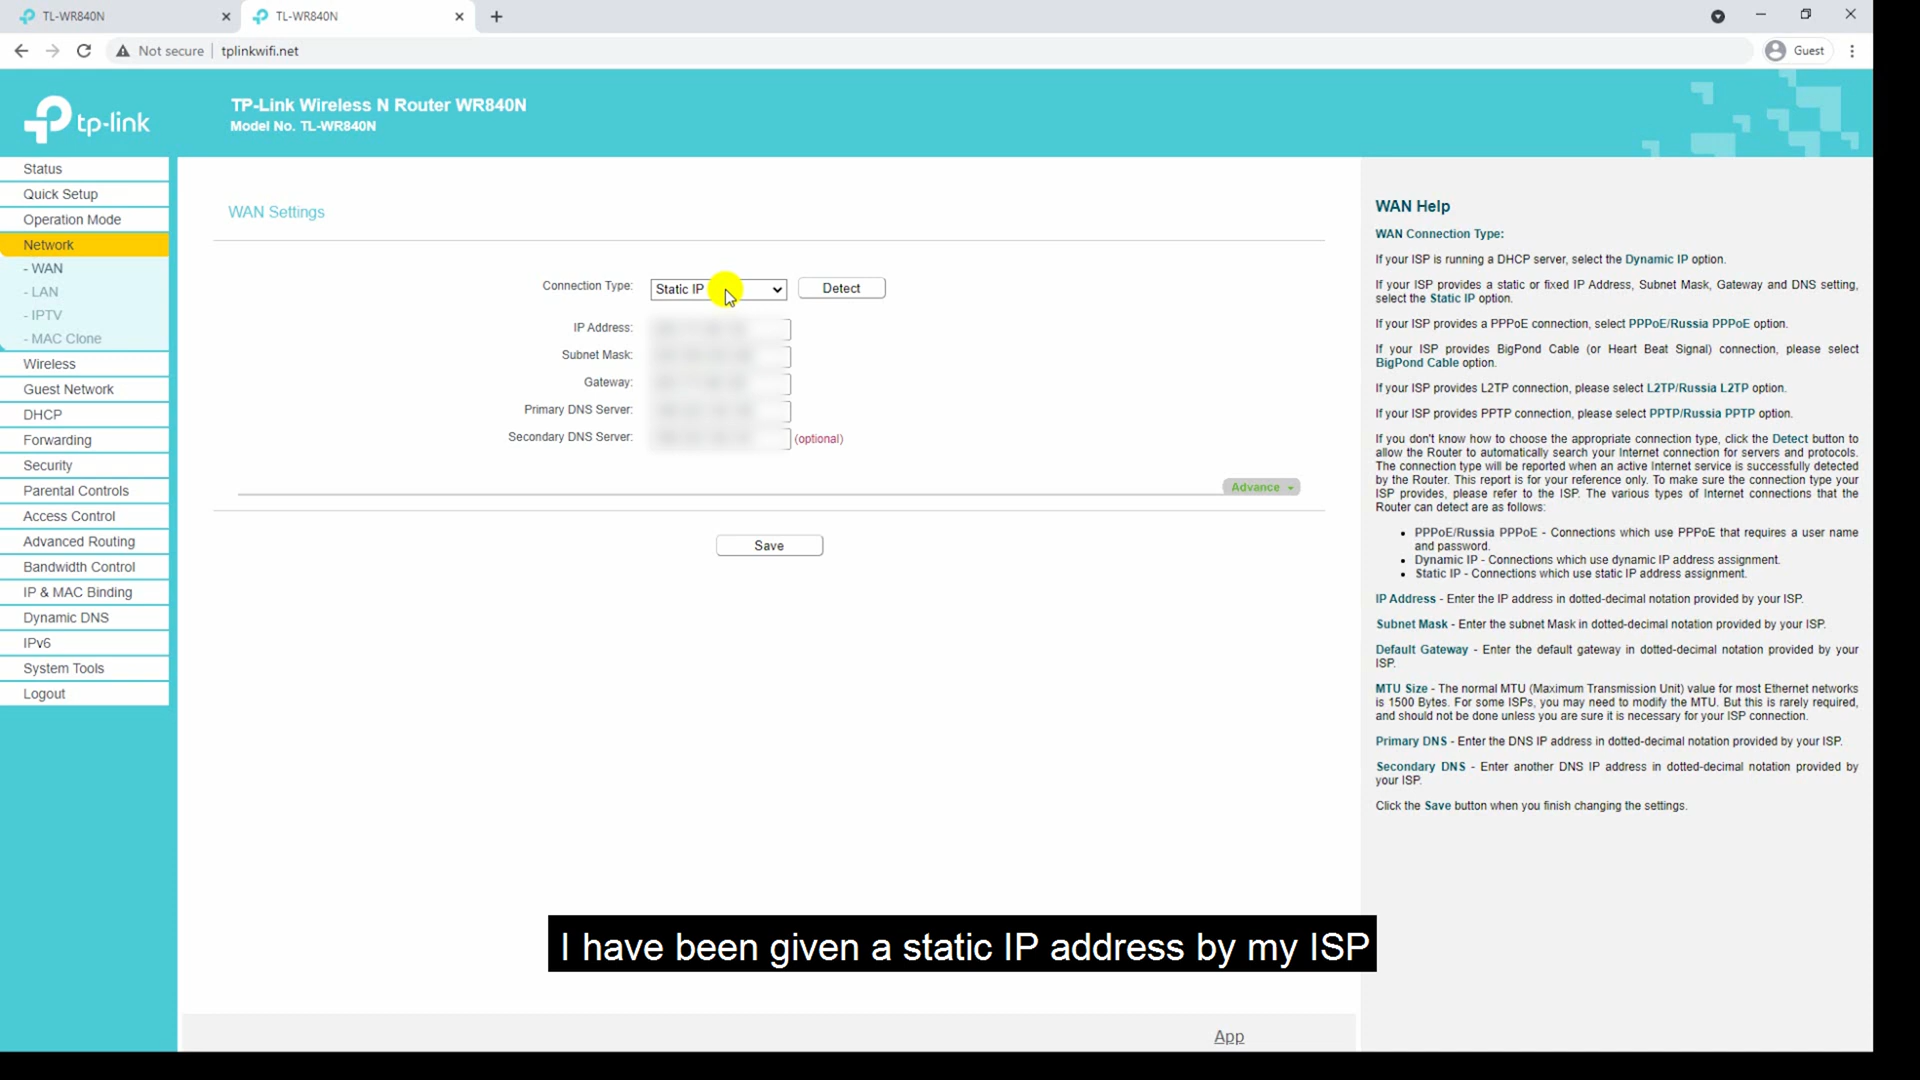 TL-WR840N
TL-WR840N
Not secure
tplinkwifi.net
Guest
tp-link
TP-Link Wireless N Router WR840N
Model No. TL-WR840N
Status
Quick Setup
Operation Mode
Network
- WAN
- LAN
- IPTV
- MAC Clone
Wireless
Guest Network
DHCP
Forwarding
Security
Parental Controls
Access Control
Advanced Routing
Bandwidth Control
IP & MAC Binding
Dynamic DNS
IPv6
System Tools
Logout
WAN Settings
Connection Type: Static IP Detect
IP Address:
Subnet Mask:
Gateway:
Primary DNS Server:
Secondary DNS Server: (optional)
Advance
Save
I have been given a static IP address by my ISP
App
WAN Help
WAN Connection Type:
If your ISP is running a DHCP server, select the Dynamic IP option.
If your ISP provides a static or fixed IP Address, Subnet Mask, Gateway and DNS setting,
select the Static IP option.
If your ISP provides a PPPoE connection, select PPPoE/Russia PPPoE option.
If your ISP provides BigPond Cable (or Heart Beat Signal) connection, please select
BigPond Cable option.
If your ISP provides L2TP connection, please select L2TP/Russia L2TP option.
If your ISP provides PPTP connection, please select PPTP/Russia PPTP option.
If you don't know how to choose the appropriate connection type, click the Detect button to
allow the Router to automatically search your Internet connection for servers and protocols.
The connection type will be reported when an active Internet service is successfully detected
by the Router. This report is for your reference only. To make sure the connection type your
ISP provides, please refer to the ISP. The various types of Internet connections that the
Router can detect are as follows:
• PPPoE/Russia PPPoE - Connections which use PPPoE that requires a user name
and password.
• Dynamic IP - Connections which use dynamic IP address assignment.
• Static IP - Connections which use static IP address assignment.
IP Address - Enter the IP address in dotted-decimal notation provided by your ISP.
Subnet Mask - Enter the subnet Mask in dotted-decimal notation provided by your ISP.
Default Gateway - Enter the default gateway in dotted-decimal notation provided by your
ISP.
MTU Size - The normal MTU (Maximum Transmission Unit) value for most Ethernet networks
is 1500 Bytes. For some ISPs, you may need to modify the MTU. But this is rarely required,
and should not be done unless you are sure it is necessary for your ISP connection.
Primary DNS - Enter the DNS IP address in dotted-decimal notation provided by your ISP.
Secondary DNS - Enter another DNS IP address in dotted-decimal notation provided by
your ISP.
Click the Save button when you finish changing the settings.